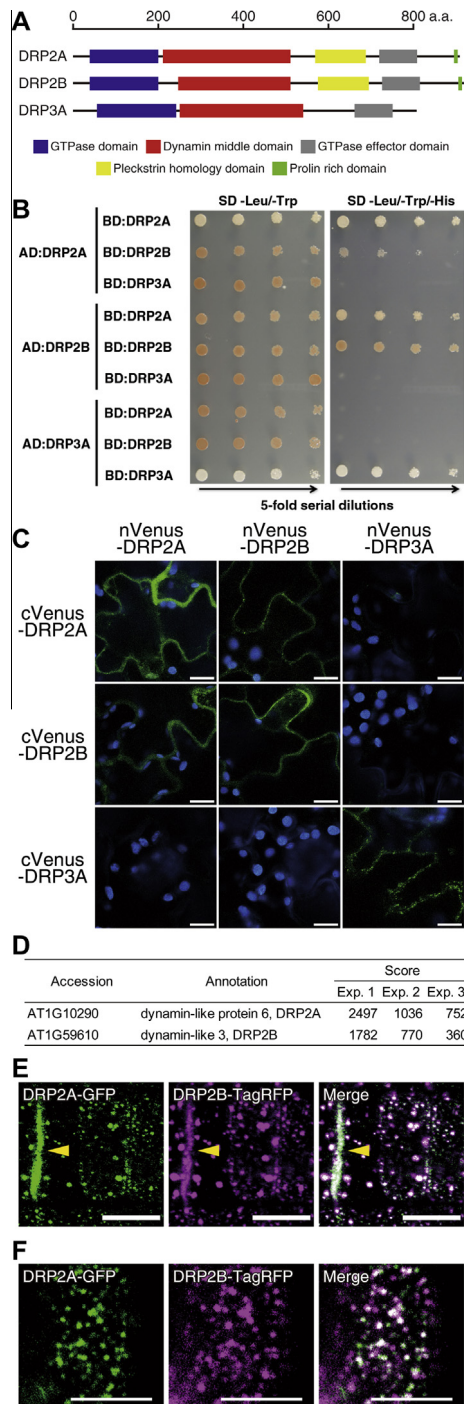 A
0 200 400 600 800 a.a.
DRP2A
DRP2B
DRP3A
GTPase domain Dynamin middle domain GTPase effector domain
Pleckstrin homology domain Prolin rich domain
B
SD -Leu/-Trp SD -Leu/-Trp/-His
AD:DRP2A
BD:DRP2A
BD:DRP2B
BD:DRP3A
AD:DRP2B
BD:DRP2A
BD:DRP2B
BD:DRP3A
AD:DRP3A
BD:DRP2A
BD:DRP2B
BD:DRP3A
5-fold serial dilutions
C
nVenus -DRP2A
nVenus -DRP2B
nVenus -DRP3A
cVenus -DRP2A
cVenus -DRP2B
cVenus -DRP3A
D
Accession Annotation Score
Exp. 1 Exp. 2 Exp. 3
AT1G10290 dynamin-like protein 6, DRP2A 2497 1036 752
AT1G59610 dynamin-like 3, DRP2B 1782 770 360
E
DRP2A-GFP DRP2B-TagRFP Merge
F
DRP2A-GFP DRP2B-TagRFP Merge